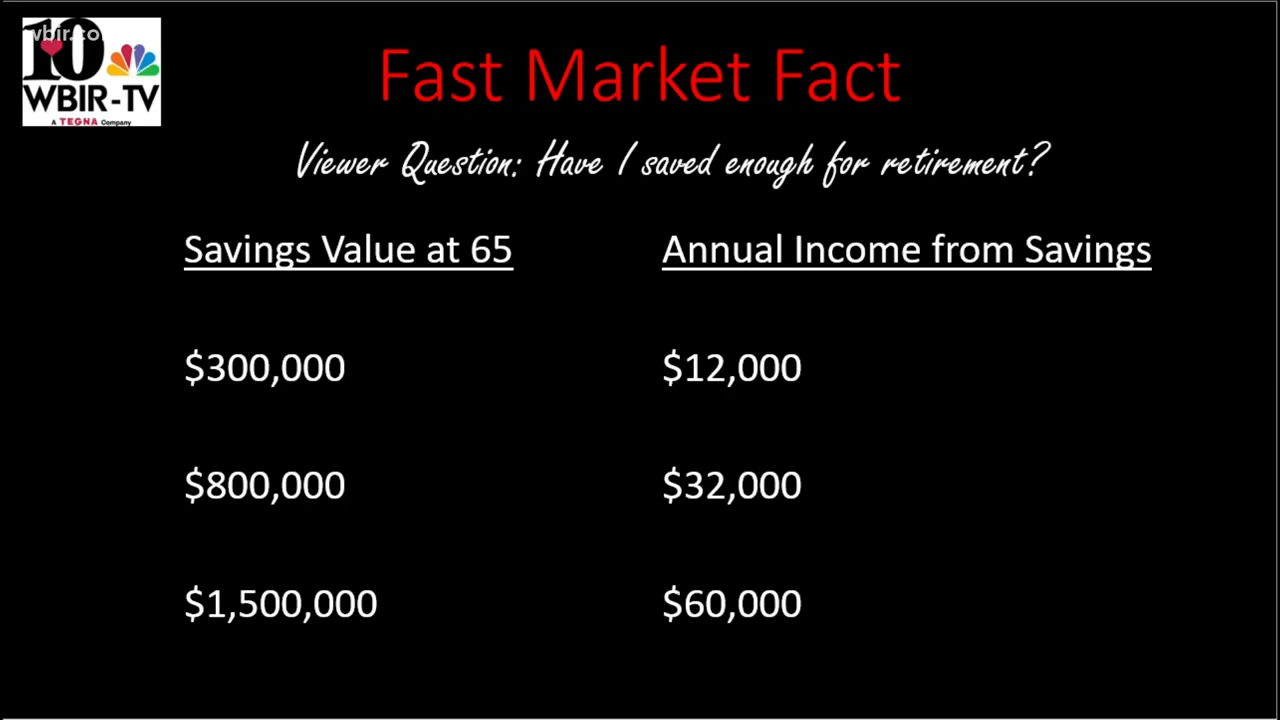 wbir.co
10
WBIR-TV
A TEGNA Company
Fast Market Fact
Viewer Question: Have I saved enough for retirement?
Savings Value at 65 Annual Income from Savings
$300,000 $12,000
$800,000 $32,000
$1,500,000 $60,000